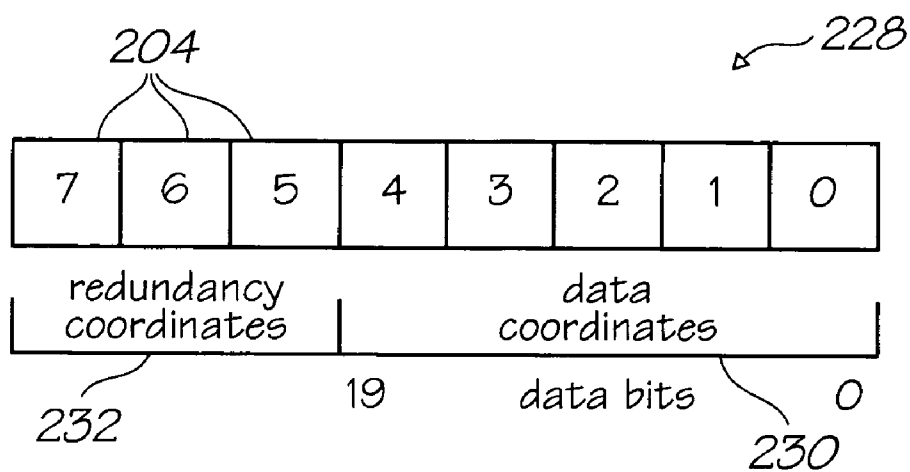 204
228
7 6 5 4 3 2 1 0
redundancy data
coordinates coordinates
19 data bits 0
232
230